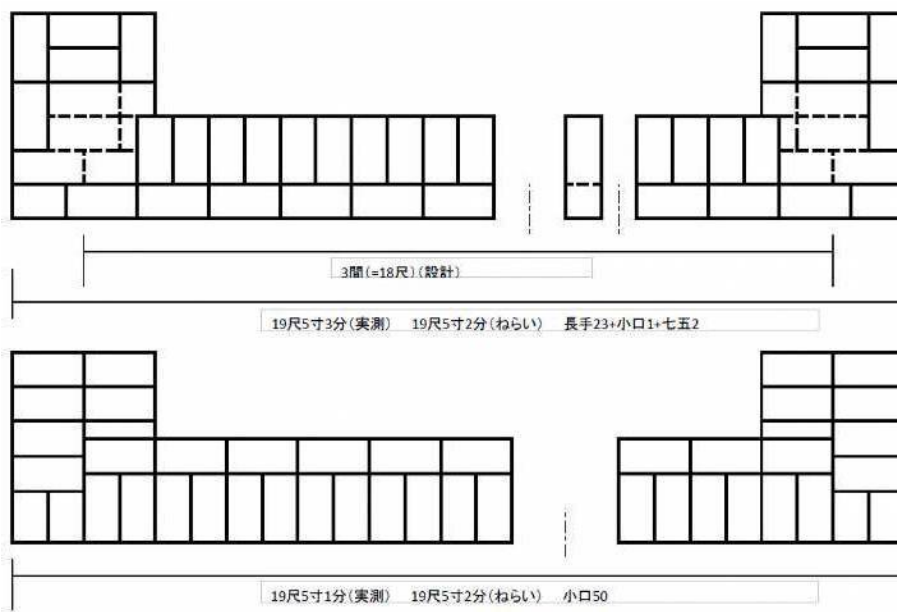 3間(=18尺)(設計)
19尺5寸3分(実測) 19尺5寸2分(ねらい) 長手23+小口1+七五2
19尺5寸1分(実測) 19尺5寸2分(ねらい) 小口50